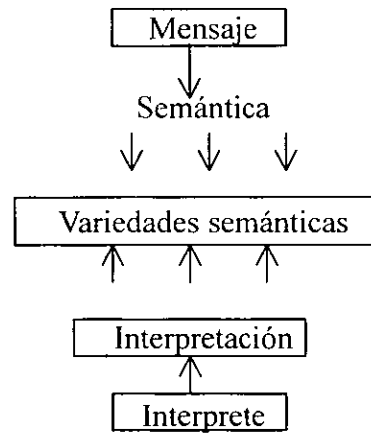 Mensaje
Semántica
Variedades semánticas
Interpretación
Interprete